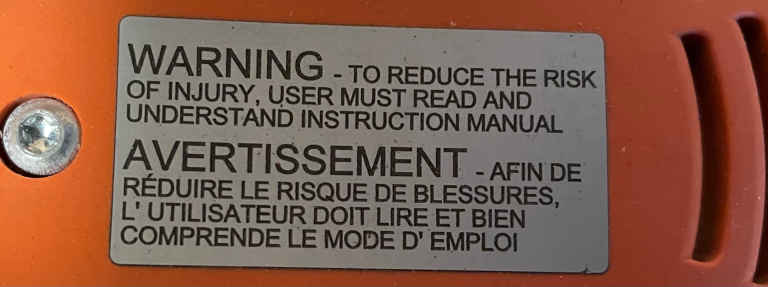 WARNING - TO REDUCE THE RISK
OF INJURY, USER MUST READ AND
UNDERSTAND INSTRUCTION MANUAL
AVERTISSEMENT - AFIN DE
RÉDUIRE LE RISQUE DE BLESSURES,
L' UTILISATEUR DOIT LIRE ET BIEN
COMPRENDE LE MODE D' EMPLOI